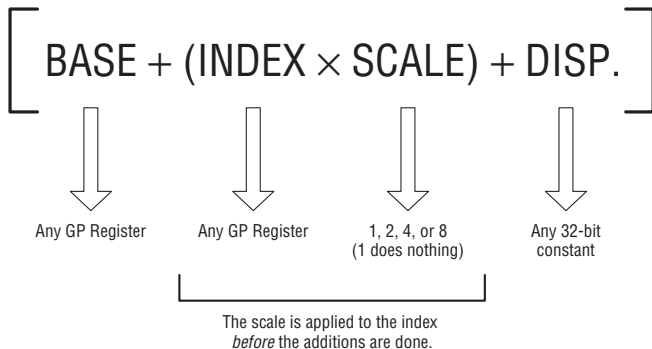 [BASE + (INDEX × SCALE) + DISP.]
Any GP Register
Any GP Register
1, 2, 4, or 8
(1 does nothing)
Any 32-bit
constant
The scale is applied to the index
before the additions are done.